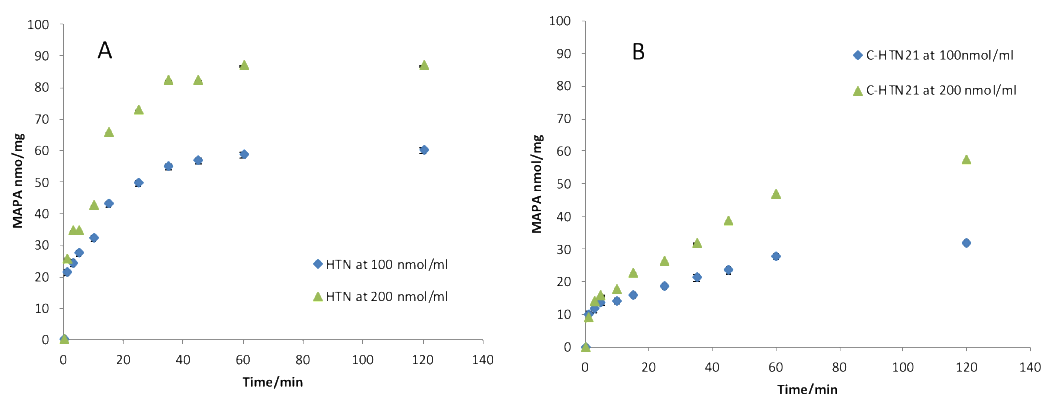 A
100
90
80
70
60
50
40
30
20
10
0
MAPA nmo/mg
HTN at 100 nmol/ml
HTN at 200 nmol/ml
0 20 40 60 80 100 120 140
Time/min
B
100
90
80
70
60
50
40
30
20
10
0
MAPA nmol/mg
C-HTN21 at 100nmol/ml
C-HTN21 at 200 nmol/ml
0 20 40 60 80 100 120 140
Time/min